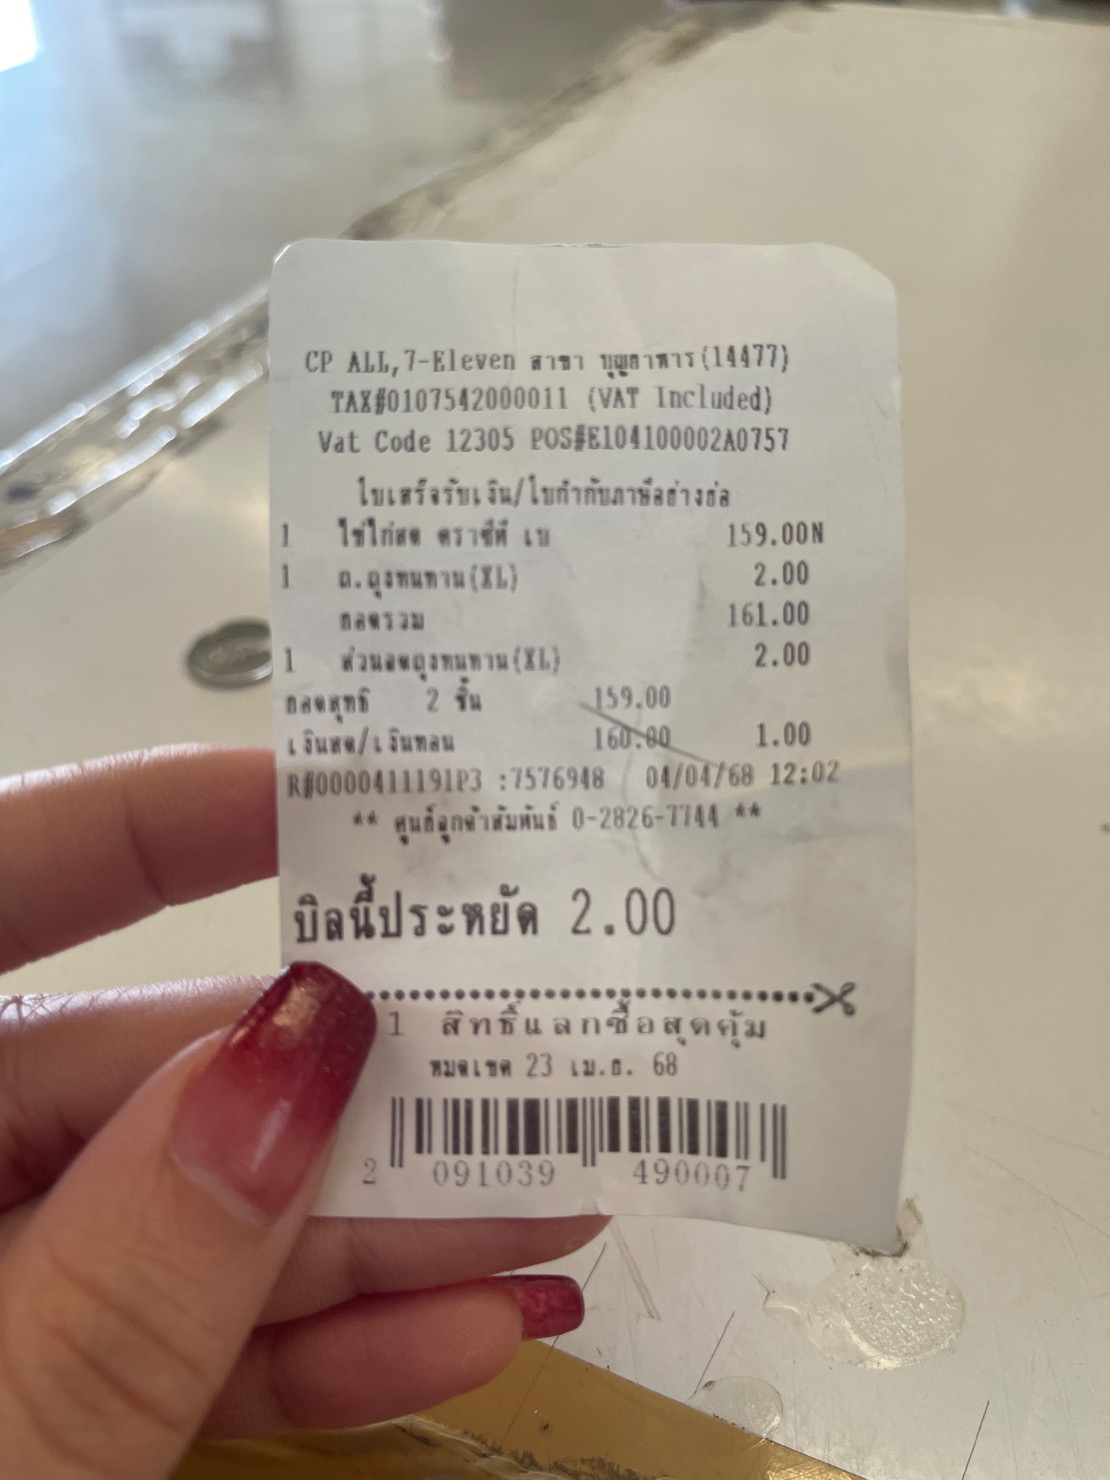 CP ALL,7-Eleven สาขา บุญอาหาร(14477)
TAX#0107542000011 (VAT Included)
Vat Code 12305 POS#E104100002A0757
ใบเสร็จรับเงิน/ใบกำกับภาษีอย่างย่อ
1 ไข่ไก่สด ตราซีพี เบ 159.00N
1 ถ.ถุงทนทาน(XL) 2.00
ยอดรวม 161.00
1 ส่วนลดถุงทนทาน(XL) 2.00
ยอดสุทธิ 2 ชิ้น 159.00
เงินสด/เงินทอน 160.00 1.00
R#0000411191P3 :7576948 04/04/68 12:02
** ศูนย์ลูกค้าสัมพันธ์ 0-2826-7744 **
บิลนี้ประหยัด 2.00
1 สิทธิ์แลกซื้อสุดคุ้ม
หมดเขต 23 เม.ย. 68
2 091039 490007